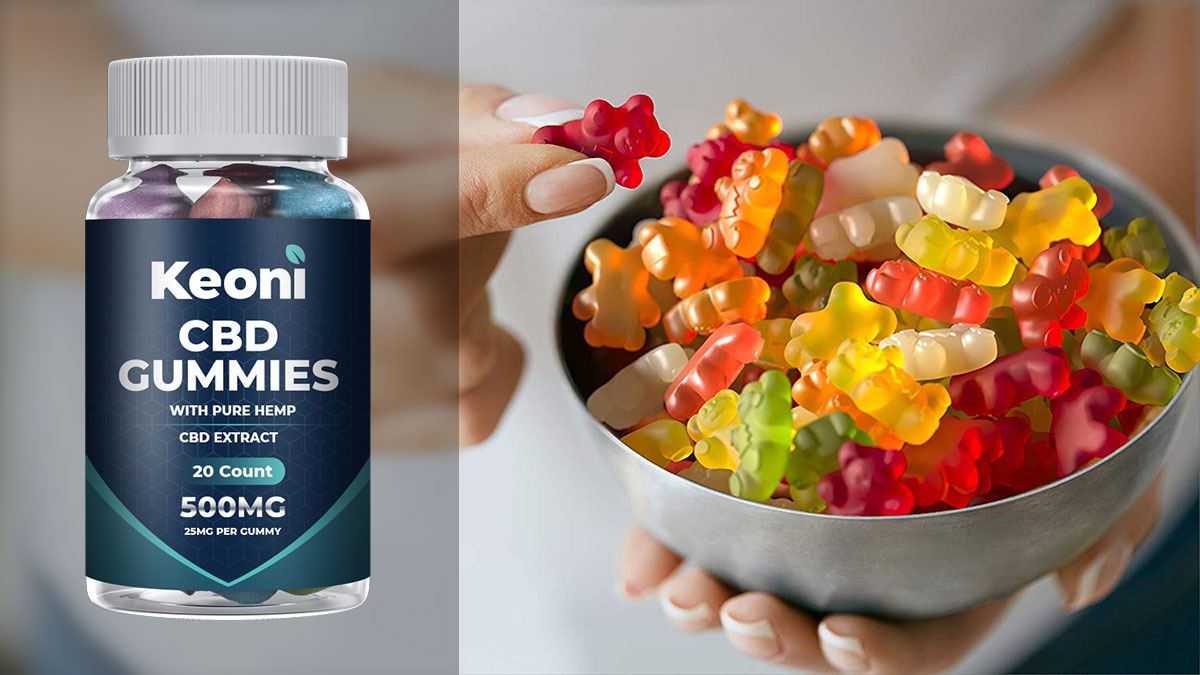 Keoni
CBD
GUMMIES
WITH PURE HEMP
CBD EXTRACT
20 Count
500MG
25MG PER GUMMY